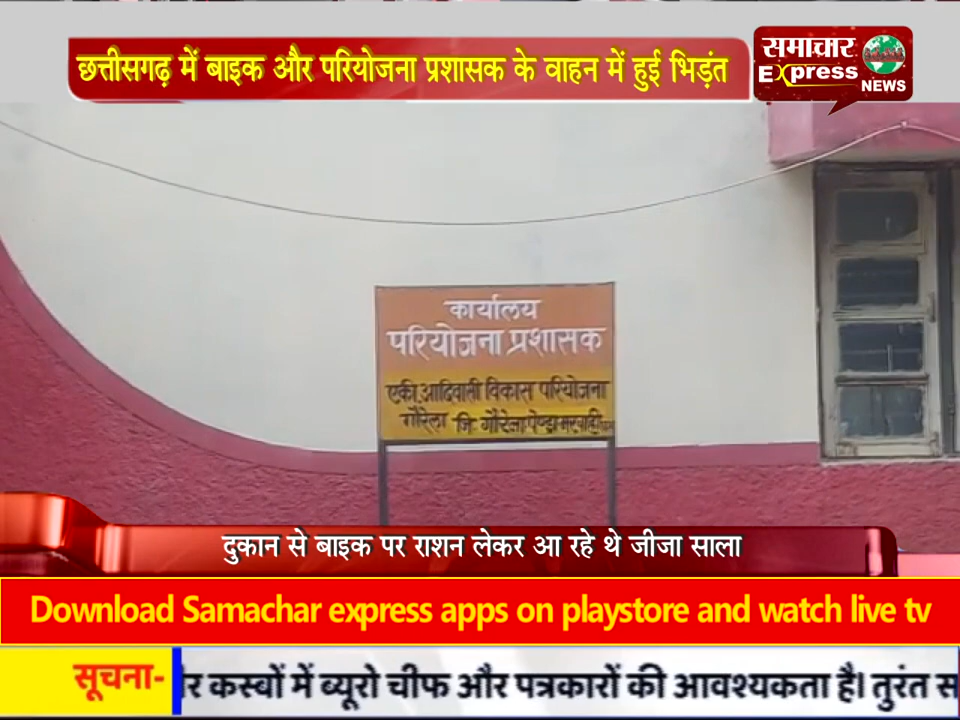 छत्तीसगढ़ में बाइक और परियोजना प्रशासक के वाहन में हुई भिड़ंत
समाचार
Express
NEWS
कार्यालय
परियोजना प्रशासक
एकी.आदिवासी विकास परियोजना
गौरेला जि. गौरेला-पेण्ड्रा-मरवाही
दुकान से बाइक पर राशन लेकर आ रहे थे जीजा साला
Download Samachar express apps on playstore and watch live tv
सूचना- र कस्बों में ब्यूरो चीफ और पत्रकारों की आवश्यकता है। तुरंत स